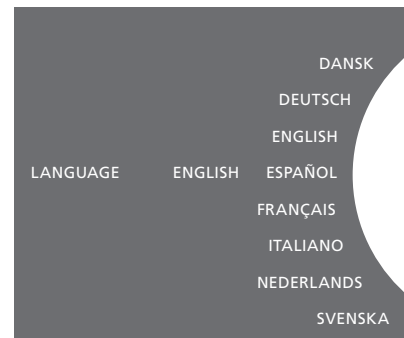 DANSK
DEUTSCH
ENGLISH
LANGUAGE ENGLISH ESPAÑOL
FRANÇAIS
ITALIANO
NEDERLANDS
SVENSKA